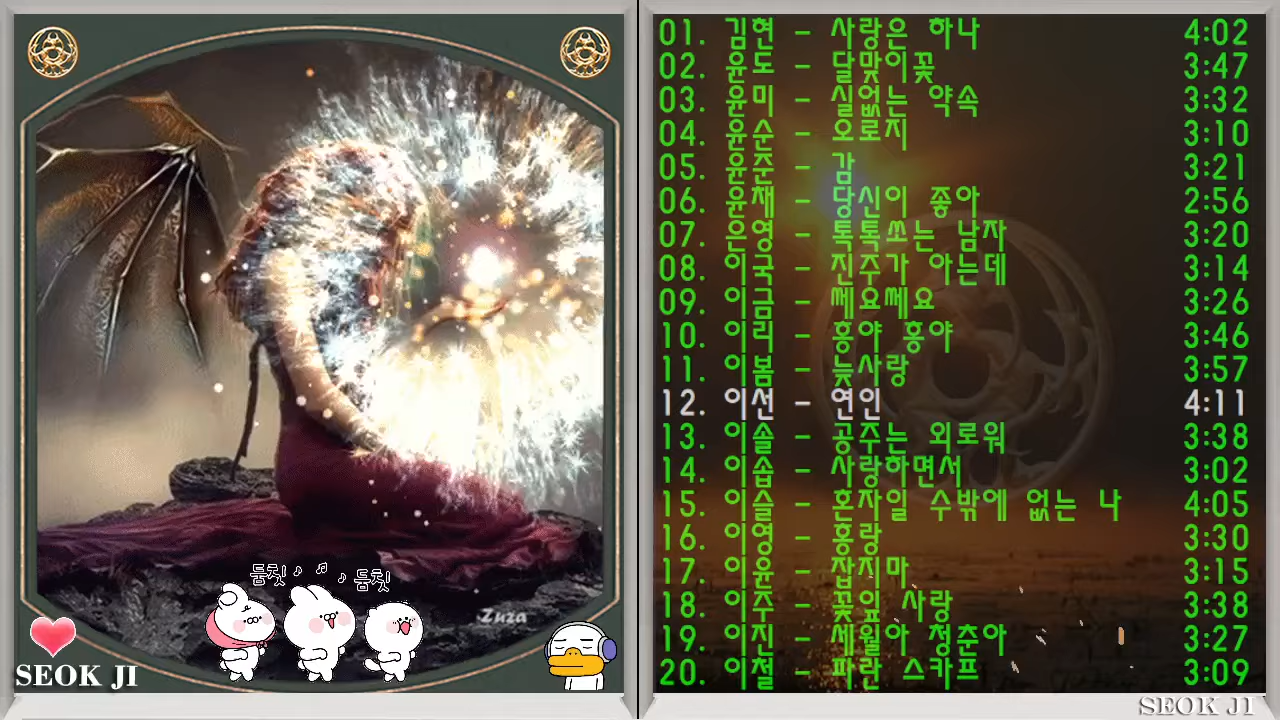 둠칫 ♪ ♬ ♪ 둠칫
Zuza
SEOK JI
01. 김현 - 사랑은 하나 4:02
02. 윤도 - 달맞이꽃 3:47
03. 윤미 - 실없는 약속 3:32
04. 윤순 - 오로지 3:10
05. 윤준 - 감 3:21
06. 윤채 - 당신이 좋아 2:56
07. 은영 - 톡톡쏘는 남자 3:20
08. 이국 - 진주가 아는데 3:14
09. 이금 - 쎄요쎄요 3:26
10. 이리 - 홍야 홍야 3:46
11. 이봄 - 늦사랑 3:57
12. 이선 - 연인 4:11
13. 이솔 - 공주는 외로워 3:38
14. 이솝 - 사랑하면서 3:02
15. 이슬 - 혼자일 수밖에 없는 나 4:05
16. 이영 - 홍랑 3:30
17. 이윤 - 잡지마 3:15
18. 이주 - 꽃잎 사랑 3:38
19. 이진 - 세월아 청춘아 3:27
20. 이철 - 파란 스카프 3:09
SEOK JI